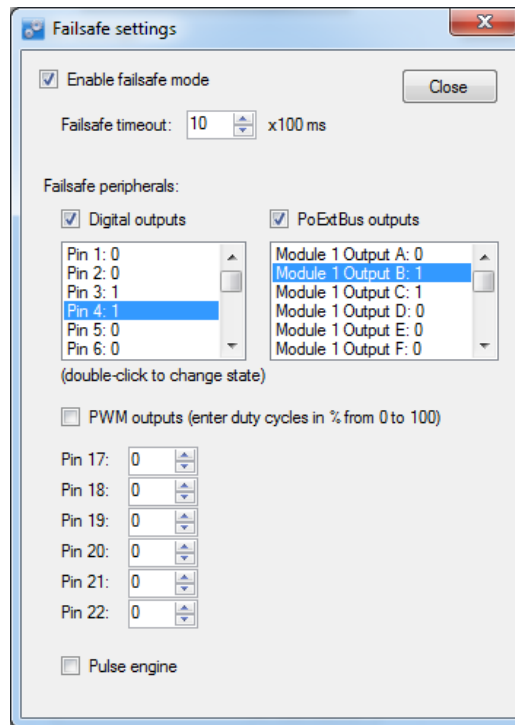 Failsafe settings
Enable failsafe mode
Close
Failsafe timeout: 10 x100 ms
Failsafe peripherals:
Digital outputs
PoExtBus outputs
Pin 1: 0
Pin 2: 0
Pin 3: 1
Pin 4: 1
Pin 5: 0
Pin 6: 0
Module 1 Output A: 0
Module 1 Output B: 1
Module 1 Output C: 1
Module 1 Output D: 0
Module 1 Output E: 0
Module 1 Output F: 0
(double-click to change state)
PWM outputs (enter duty cycles in % from 0 to 100)
Pin 17: 0
Pin 18: 0
Pin 19: 0
Pin 20: 0
Pin 21: 0
Pin 22: 0
Pulse engine